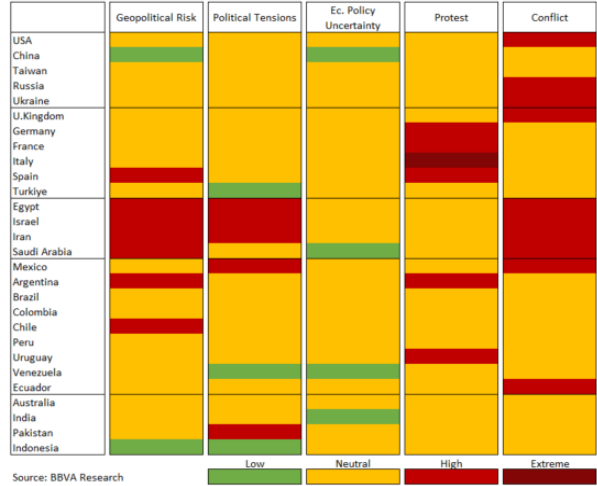 Geopolitical Risk Political Tensions Ec. Policy Uncertainty Protest Conflict
USA
China
Taiwan
Russia
Ukraine
U.Kingdom
Germany
France
Italy
Spain
Turkiye
Egypt
Israel
Iran
Saudi Arabia
Mexico
Argentina
Brazil
Colombia
Chile
Peru
Uruguay
Venezuela
Ecuador
Australia
India
Pakistan
Indonesia
Low Neutral High Extreme
Source: BBVA Research